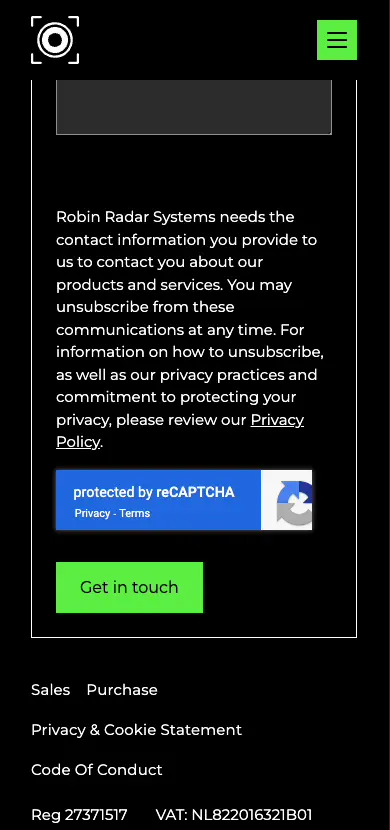 Robin Radar Systems needs the
contact information you provide to
us to contact you about our
products and services. You may
unsubscribe from these
communications at any time. For
information on how to unsubscribe,
as well as our privacy practices and
commitment to protecting your
privacy, please review our Privacy
Policy.
protected by reCAPTCHA
Privacy - Terms
Get in touch
Sales Purchase
Privacy & Cookie Statement
Code Of Conduct
Reg 27371517 VAT: NL822016321B01